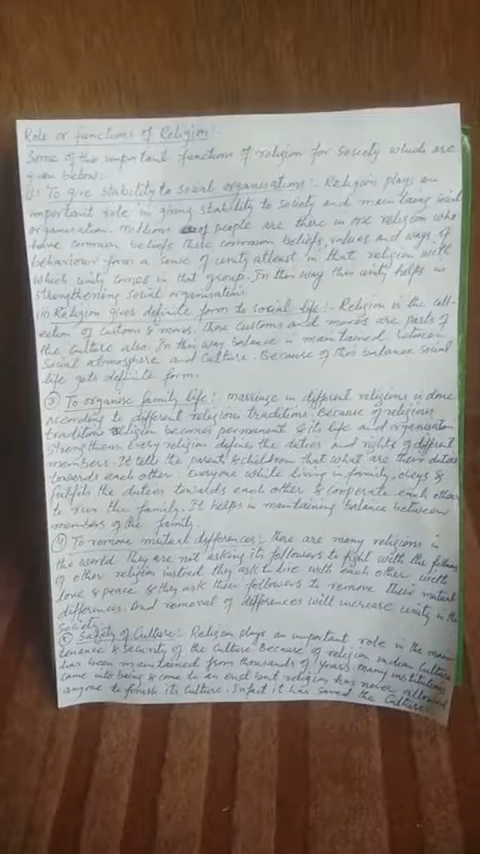 Role or functions of Religion:-
Some of the important functions of religion for society which are
given below:-
(i) To give stability to social organisations:- Religion plays an
important role in giving stability to society and maintaing social
organisation. millions of people are there in one religion who
have common beliefs These common beliefs, values and ways of
behaviour form a sense of unity atleast in that religion with
which unity comes in that group. In this way this unity helps in
strengthening social organisation.
(ii) Religion gives definite form to social life:- Religion is the coll-
ection of customs & mores. These customs and mores are parts of
the culture also. In this way balance is maintained between
social atmosphere and culture. Because of this balance social
life gets definite form.
(3) To organise family life:- marriage in different religions is done
according to different religious traditions. Because of religious
tradition religion becomes permanent & its life and organisation
strengthens Every religion defines the duties and rights of diffrent
members. It tells the parents & children that what are their duties
towards each other. Everyone while living in family, obeys &
fulfils the duties towards each other & cooperate each other
to run the family. It helps in maintaining balance between
members of the family.
(4) To remove mutual differences:- there are many religions in
the world they are not asking its followers to fight with the followers
of other religion instead they ask to live with each other with
love & peace & they ask their followers to remove their mutual
differences. And removal of differences will increase unity in the
society
(5) Safety of Culture:- Religion plays an important role in the main-
tenance & security of the culture. Because of religion indian culture
has been maintained from thousands of years many institutions
came into being & come to an end but religion has never allowed
anyone to finish its culture. Infact it has saved the culture.